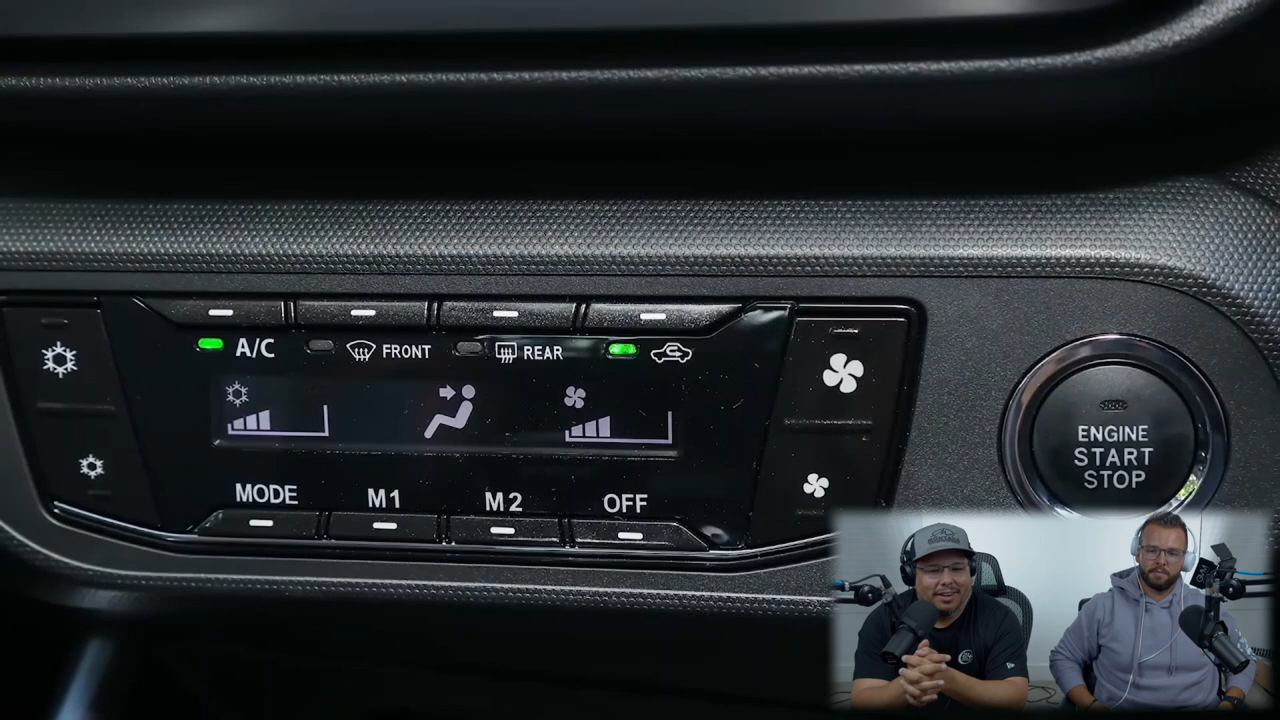 A/C
FRONT
REAR
MODE
M1
M2
OFF
ENGINE
START
STOP